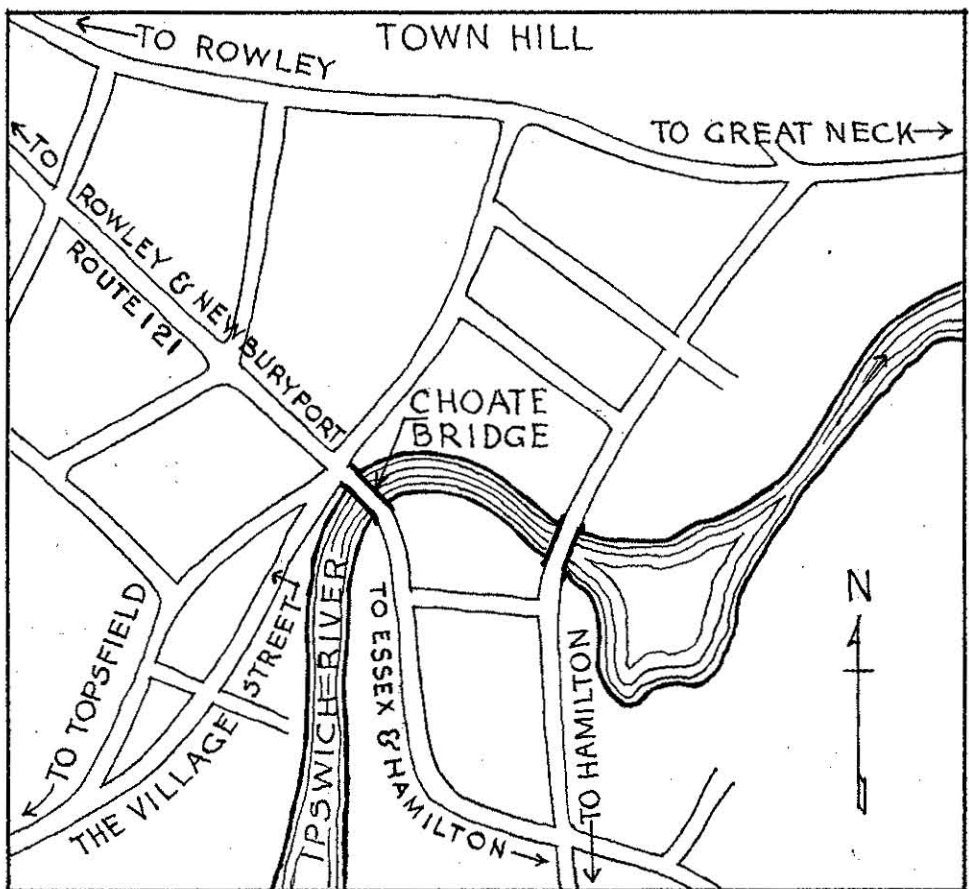 TO ROWLEY
TOWN HILL
TO GREAT NECK
TO ROWLEY & NEWBURYPORT
ROUTE 121
CHOATE
BRIDGE
N
TO TOPSFIELD
THE VILLAGE STREET
IPSWICH RIVER
TO ESSEX & HAMILTON
TO HAMILTON